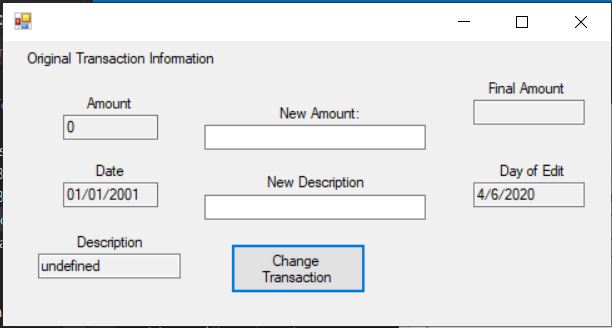 Original Transaction Information
Amount
0
Date
01/01/2001
Description
undefined
New Amount:
New Description
Change
Transaction
Final Amount
Day of Edit
4/6/2020